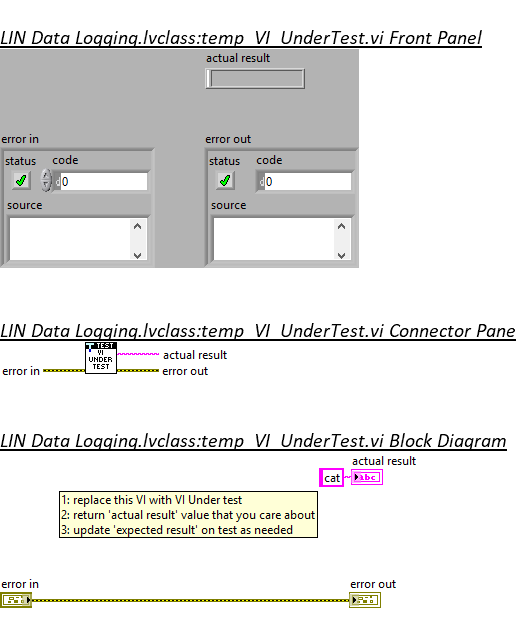 LIN Data Logging.lvclass:temp_VI_UnderTest.vi Front Panel
actual result
error in
error out
status code
status code
0
0
source
source
LIN Data Logging.lvclass:temp_VI_UnderTest.vi Connector Pane
TEST
VI
UNDER
TEST
actual result
error in
error out
LIN Data Logging.lvclass:temp_VI_UnderTest.vi Block Diagram
actual result
cat
abc
1: replace this VI with VI Under test
2: return 'actual result' value that you care about
3: update 'expected result' on test as needed
error in
error out